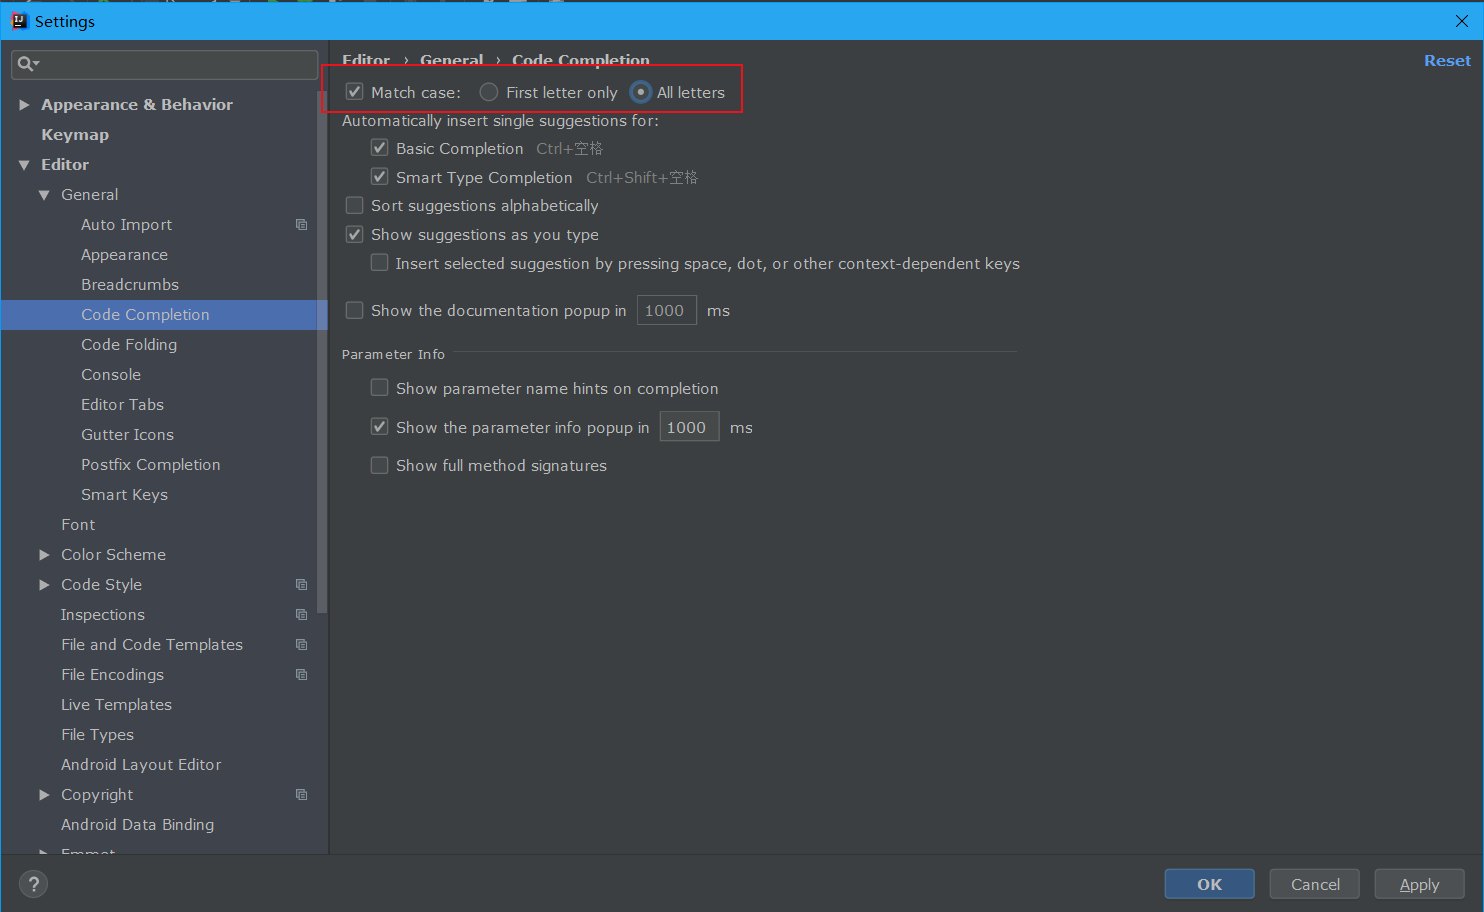 Settings
Editor › General › Code Completion
Reset
Match case: First letter only All letters
Automatically insert single suggestions for:
Basic Completion Ctrl+空格
Smart Type Completion Ctrl+Shift+空格
Sort suggestions alphabetically
Show suggestions as you type
Insert selected suggestion by pressing space, dot, or other context-dependent keys
Show the documentation popup in 1000 ms
Parameter Info
Show parameter name hints on completion
Show the parameter info popup in 1000 ms
Show full method signatures
Appearance & Behavior
Keymap
Editor
General
Auto Import
Appearance
Breadcrumbs
Code Completion
Code Folding
Console
Editor Tabs
Gutter Icons
Postfix Completion
Smart Keys
Font
Color Scheme
Code Style
Inspections
File and Code Templates
File Encodings
Live Templates
File Types
Android Layout Editor
Copyright
Android Data Binding
Emmet
?
OK
Cancel
Apply